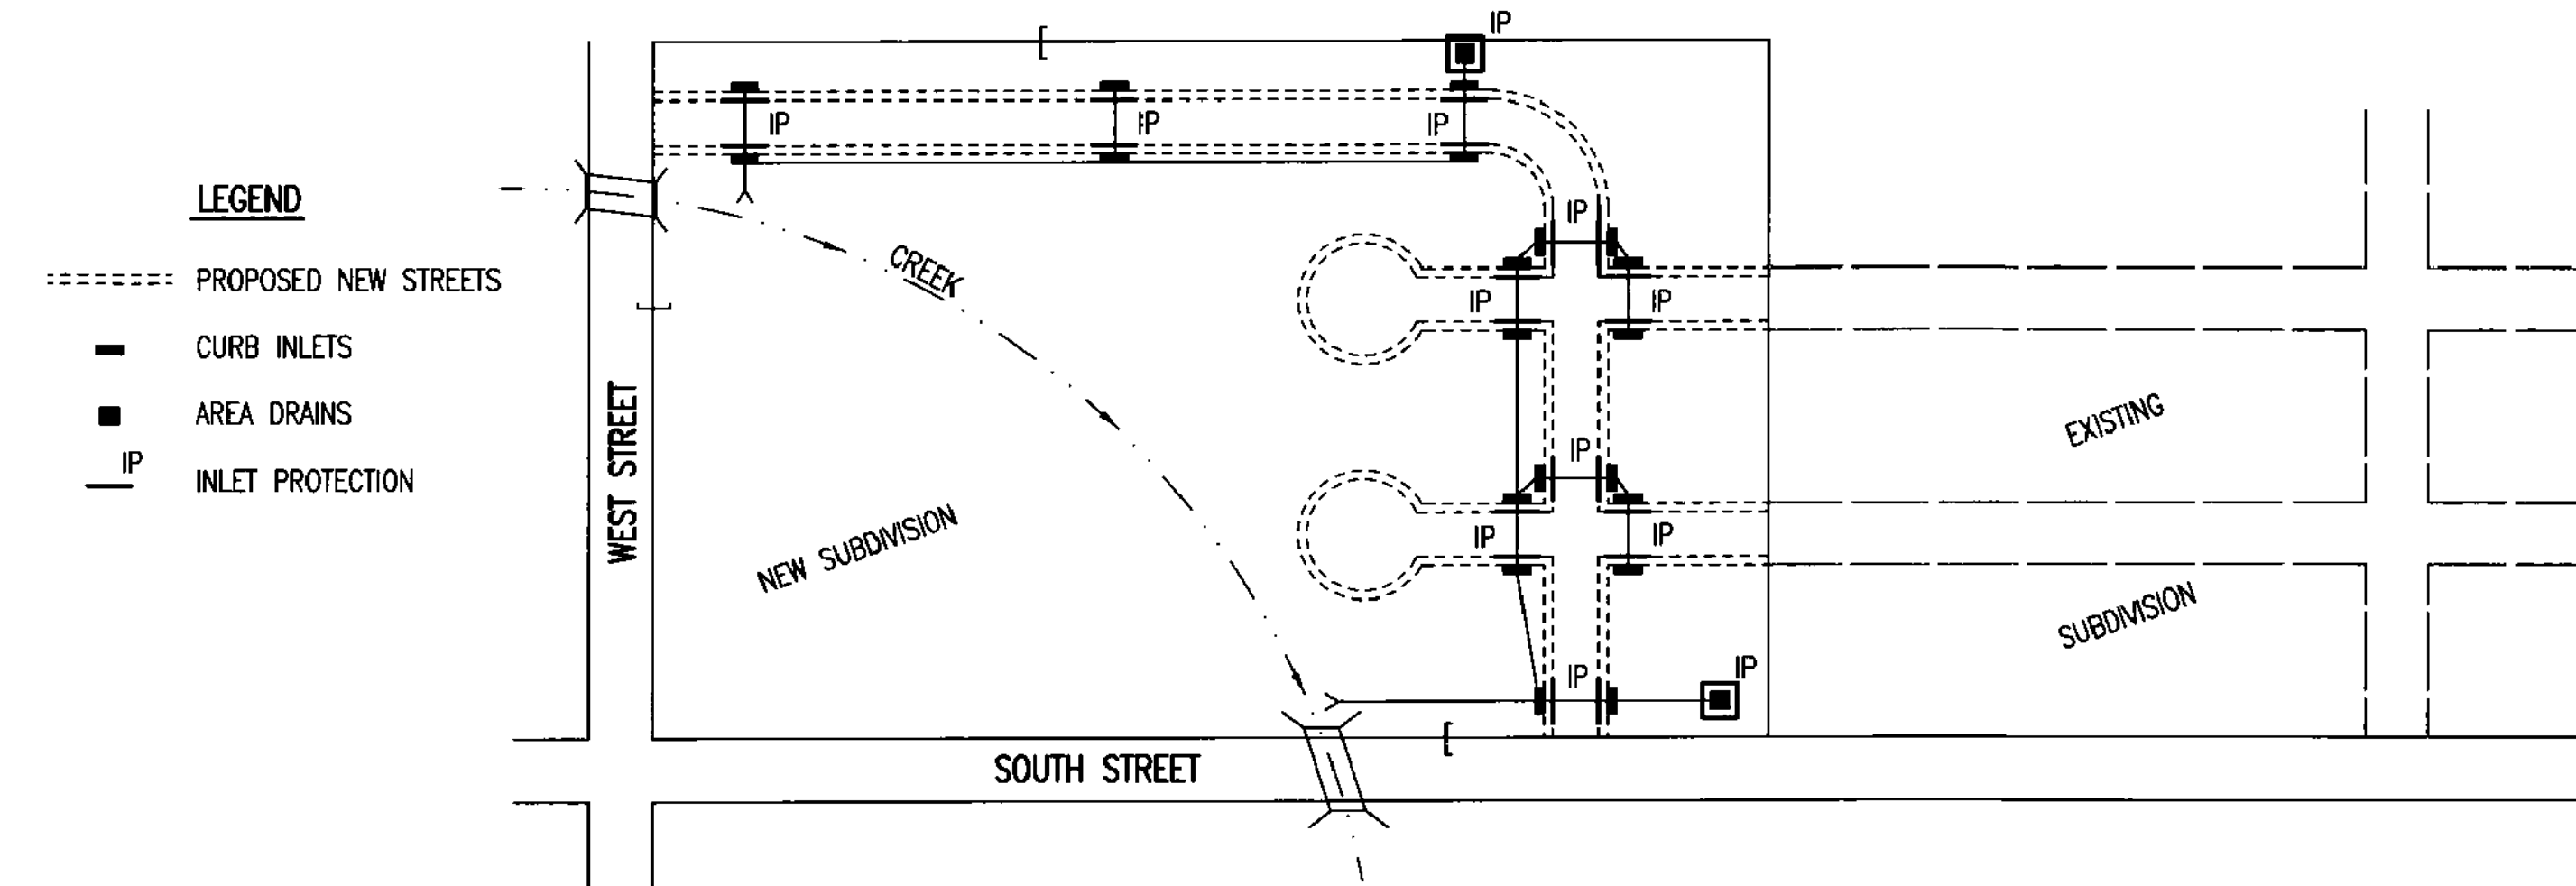 IP
IP
IP
IP
LEGEND
PROPOSED NEW STREETS
CURB INLETS
AREA DRAINS
IP
INLET PROTECTION
WEST STREET
CREEK
NEW SUBDIVISION
IP
IP
IP
IP
IP
IP
IP
IP
EXISTING
SUBDIVISION
SOUTH STREET